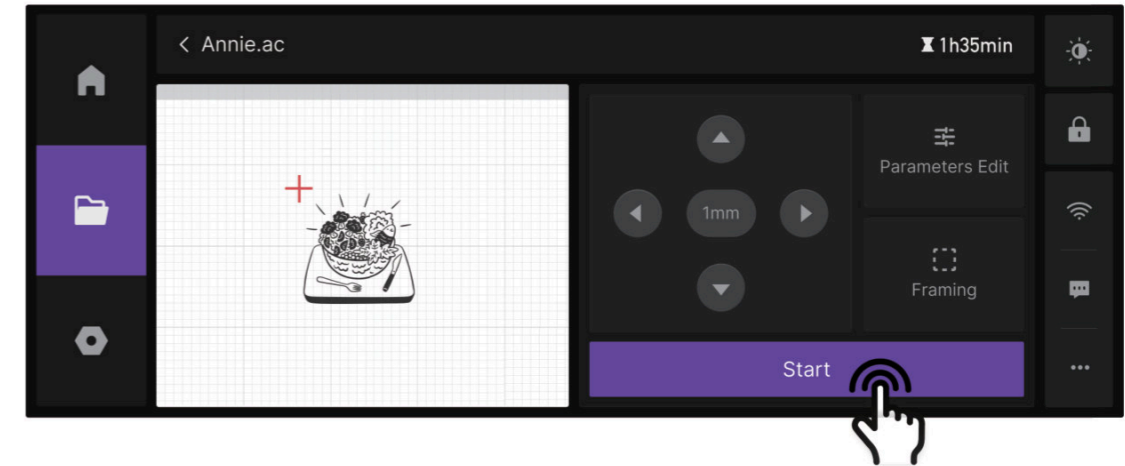 Annie.ac
1h35min
1mm
Parameters Edit
Framing
Start